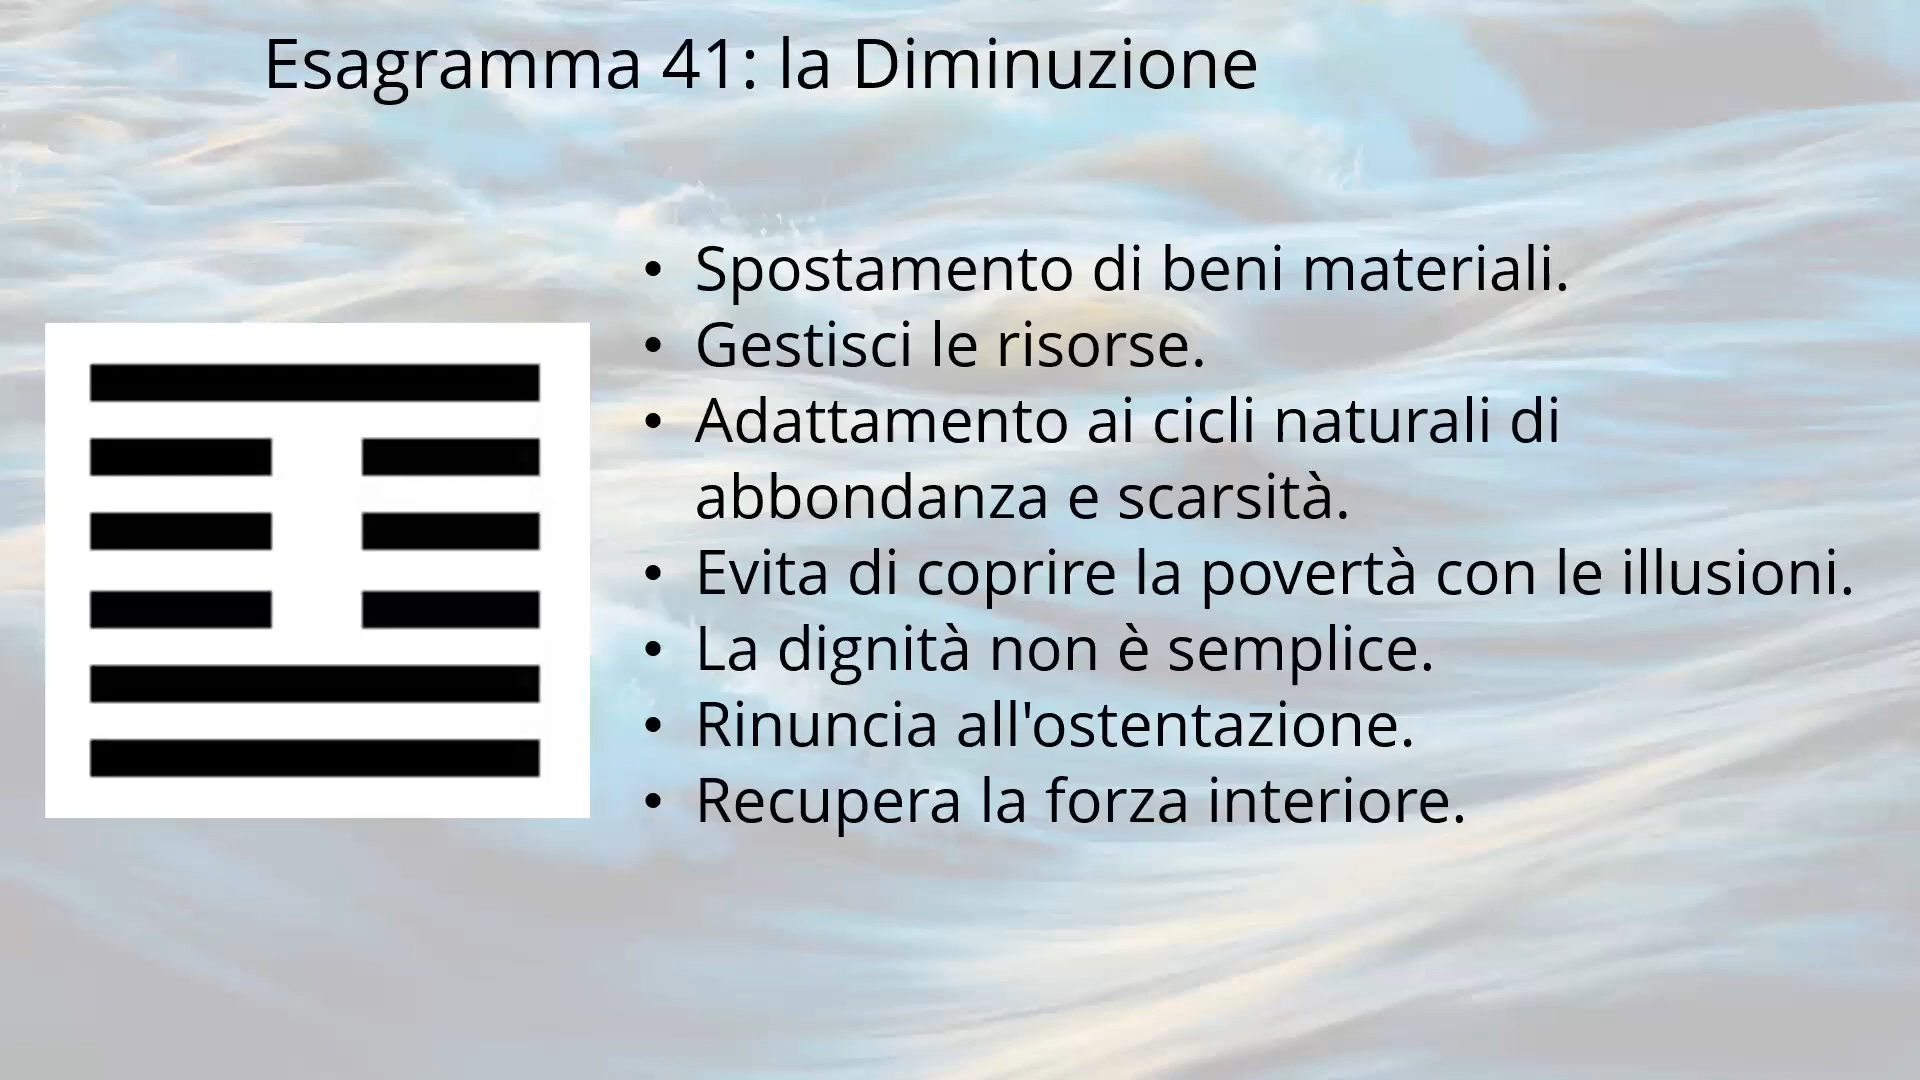 Esagramma 41: la Diminuzione
• Spostamento di beni materiali.
• Gestisci le risorse.
• Adattamento ai cicli naturali di
abbondanza e scarsità.
• Evita di coprire la povertà con le illusioni.
• La dignità non è semplice.
• Rinuncia all'ostentazione.
• Recupera la forza interiore.